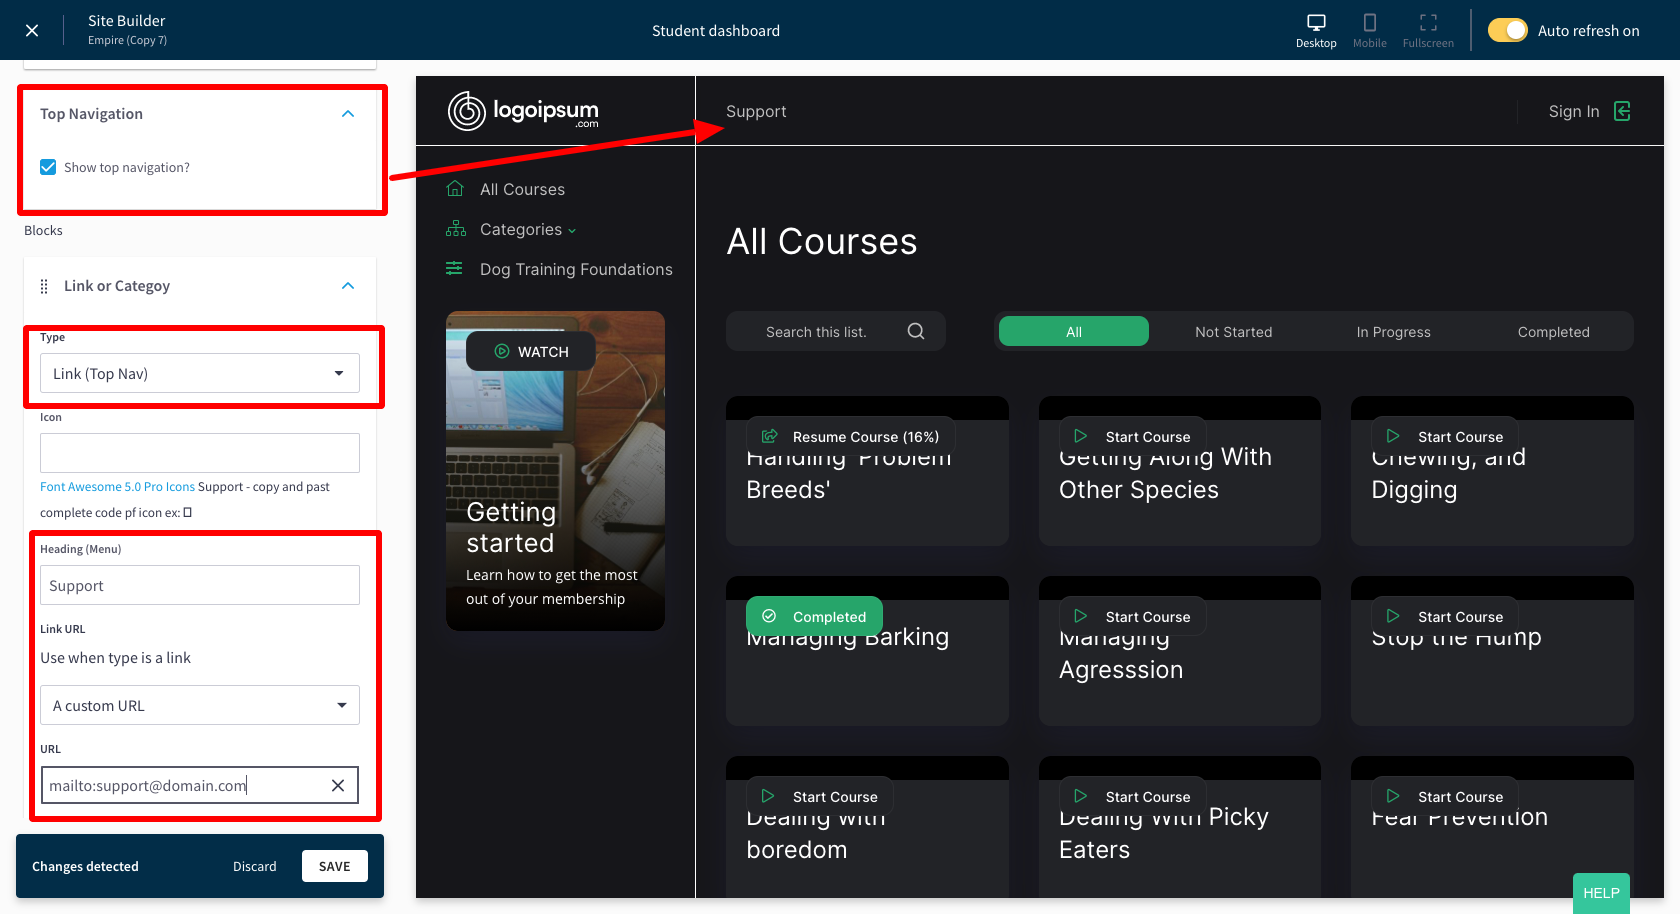 Site Builder
Empire (Copy 7)
Student dashboard
Desktop
Mobile
Fullscreen
Auto refresh on
Top Navigation
Show top navigation?
Blocks
Link or Categoy
Type
Link (Top Nav)
Icon
Font Awesome 5.0 Pro Icons Support - copy and past
complete code pf icon ex:
Heading (Menu)
Support
Link URL
Use when type is a link
A custom URL
URL
mailto:support@domain.com
Changes detected
Discard
SAVE
logoipsum
.com
Support
Sign In
All Courses
Categories
Dog Training Foundations
WATCH
Getting
started
Learn how to get the most
out of your membership
All Courses
Search this list.
All
Not Started
In Progress
Completed
Resume Course (16%)
Handling 'Problem
Breeds'
Start Course
Getting Along With
Other Species
Start Course
Chewing, and
Digging
Completed
Managing Barking
Start Course
Managing
Agresssion
Start Course
Stop the Hump
Start Course
Dealing with
boredom
Start Course
Dealing With Picky
Eaters
Start Course
Fear Prevention
HELP